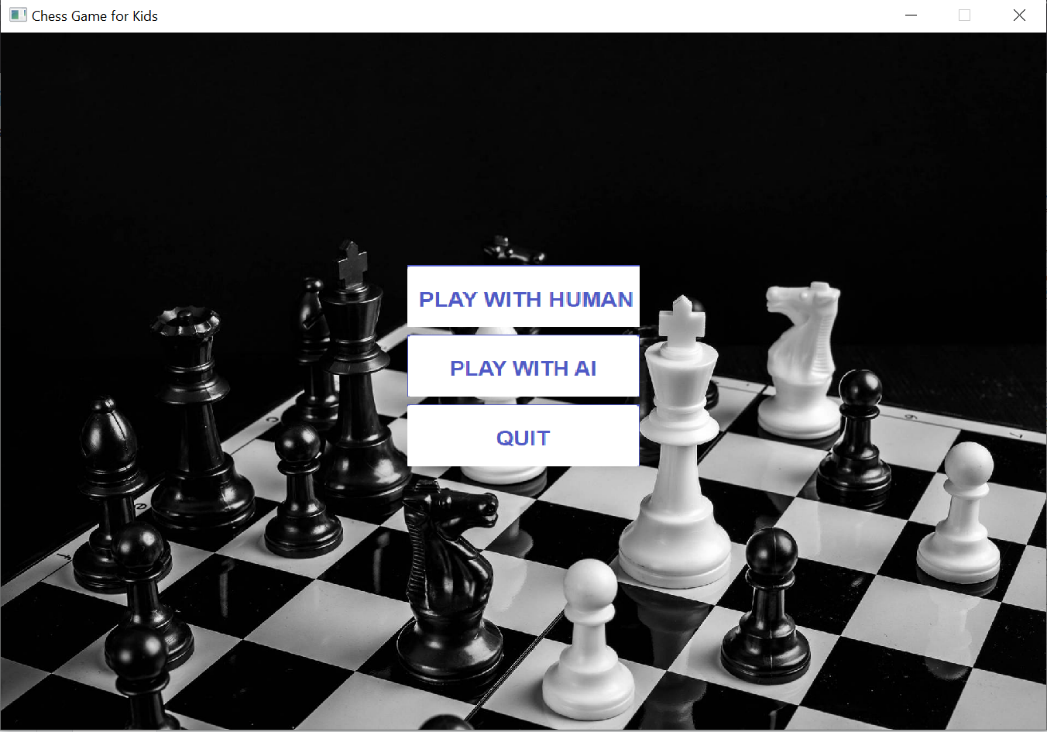 Chess Game for Kids
PLAY WITH HUMAN
PLAY WITH AI
QUIT